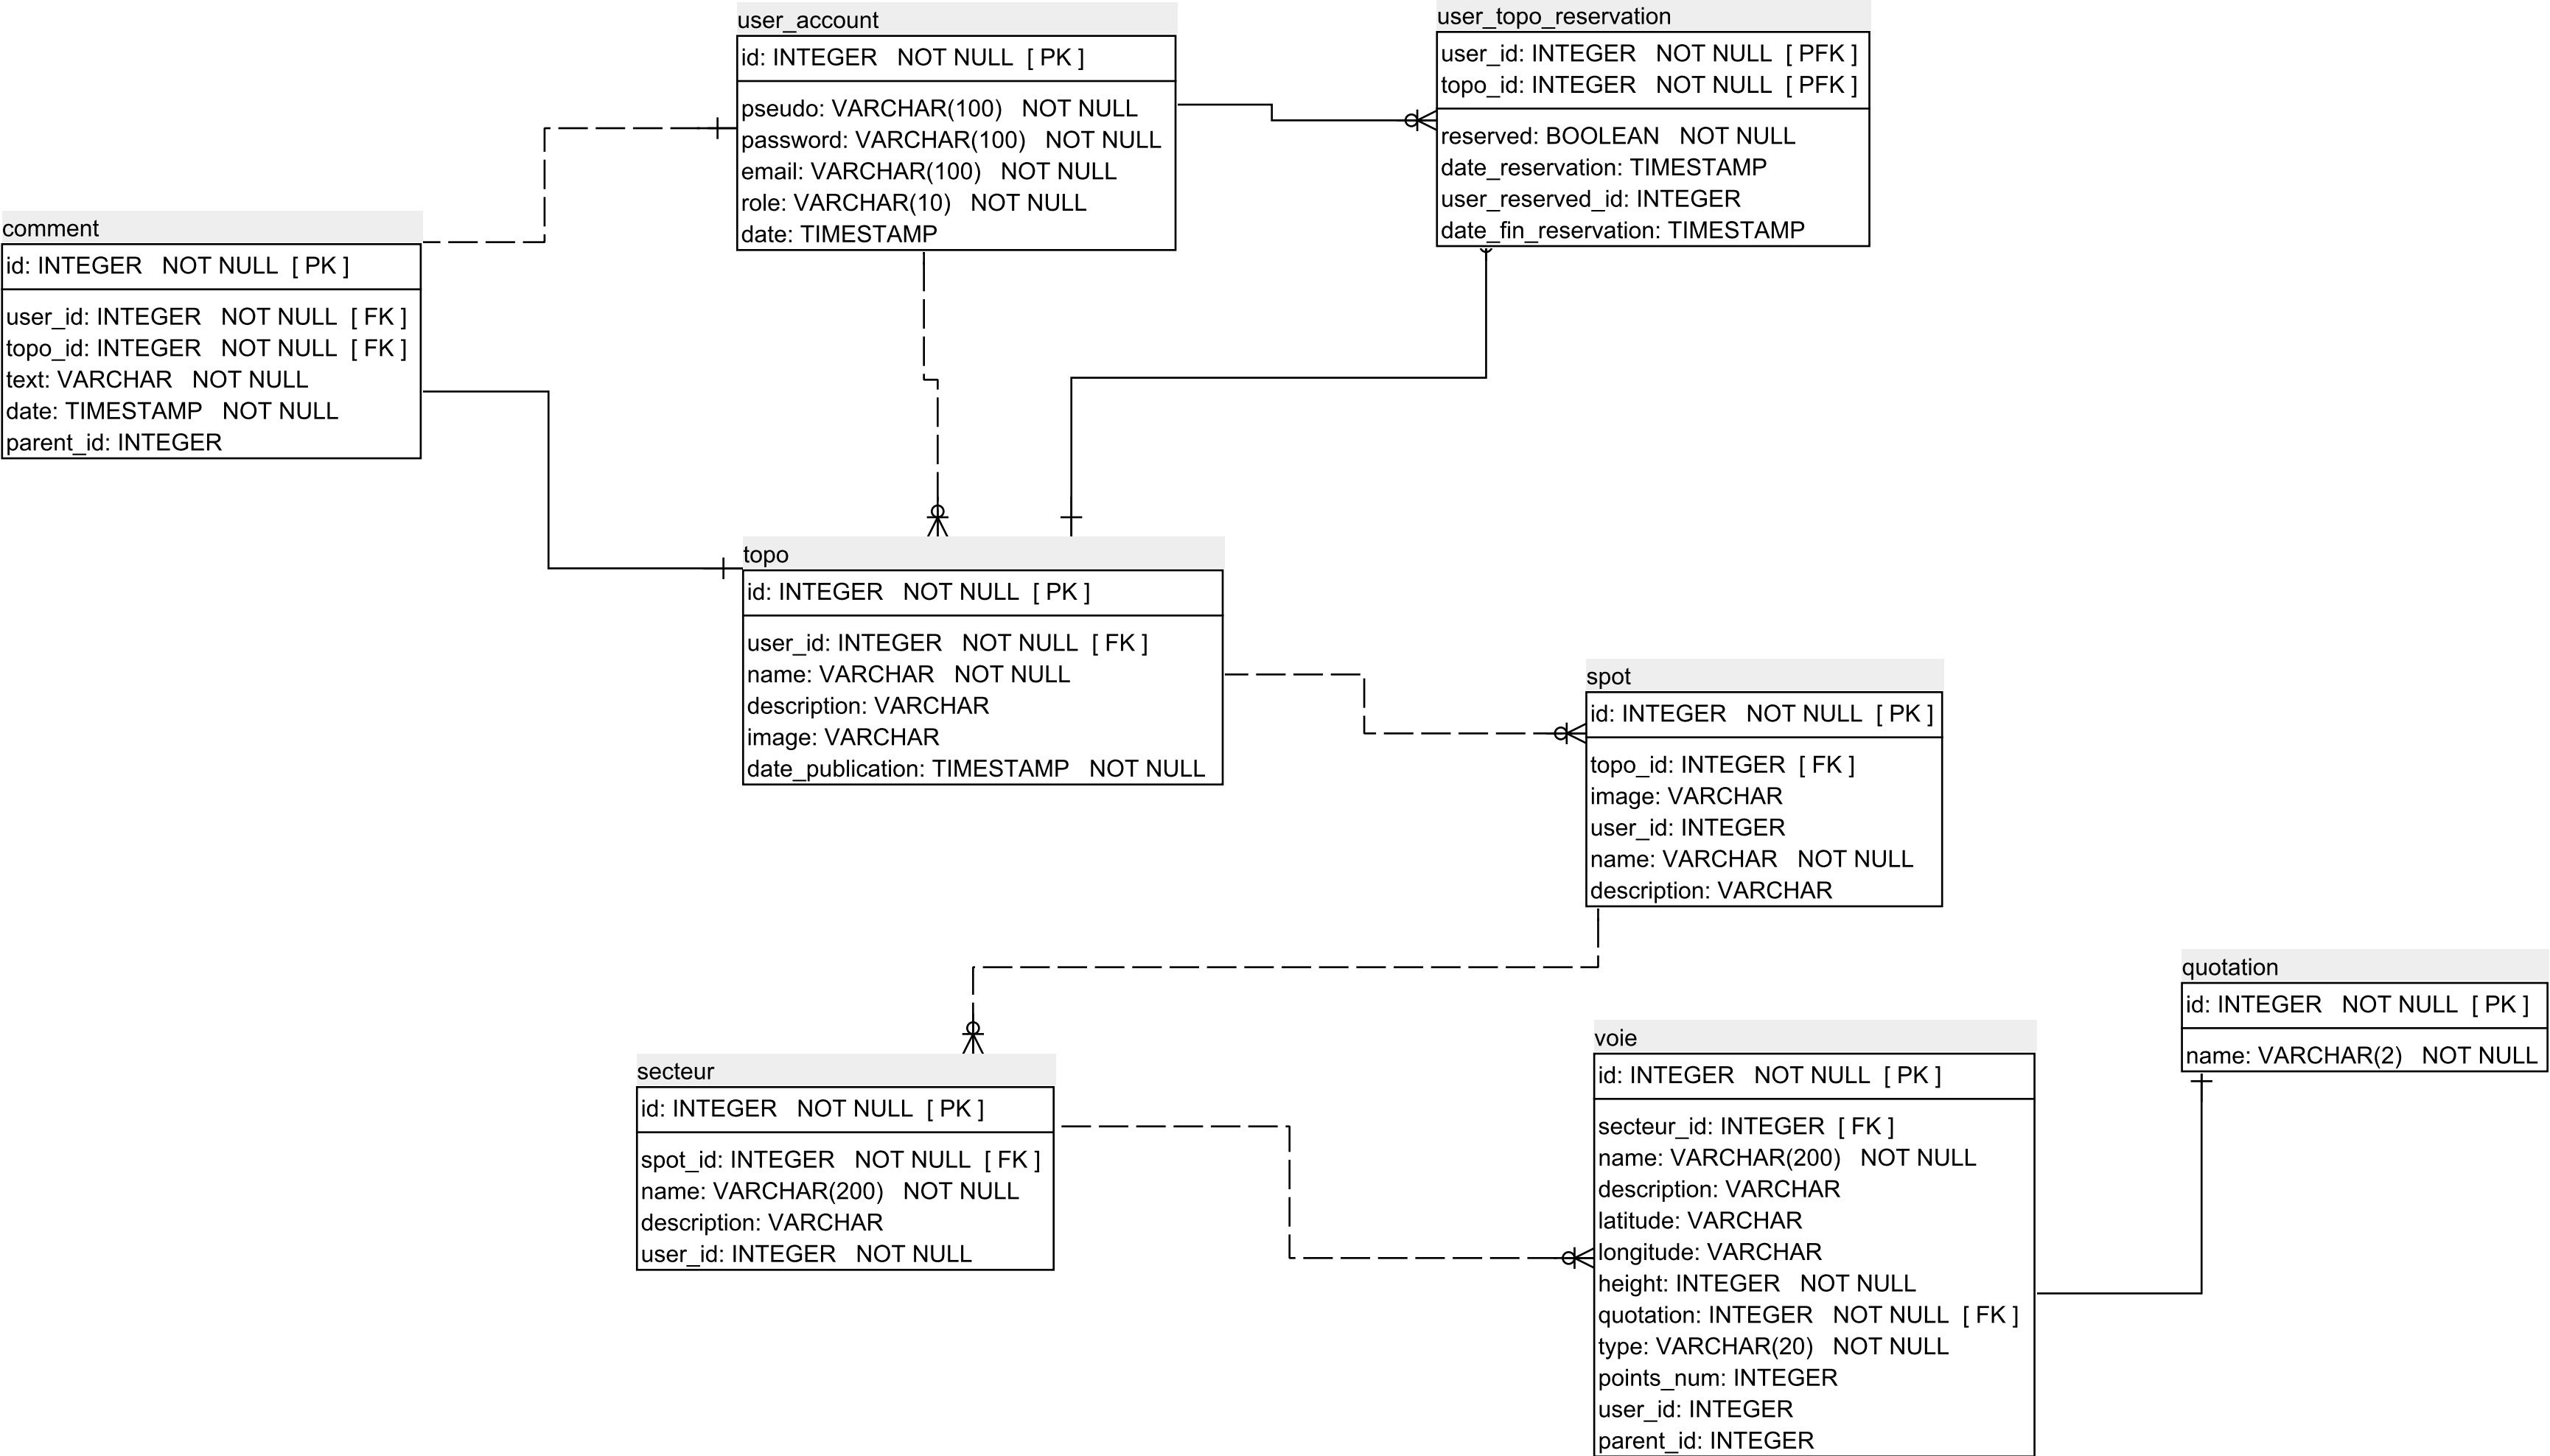 user_account
id: INTEGER NOT NULL [ PK ]
pseudo: VARCHAR(100) NOT NULL
password: VARCHAR(100) NOT NULL
email: VARCHAR(100) NOT NULL
role: VARCHAR(10) NOT NULL
date: TIMESTAMP
user_topo_reservation
user_id: INTEGER NOT NULL [ PFK ]
topo_id: INTEGER NOT NULL [ PFK ]
reserved: BOOLEAN NOT NULL
date_reservation: TIMESTAMP
user_reserved_id: INTEGER
date_fin_reservation: TIMESTAMP
comment
id: INTEGER NOT NULL [ PK ]
user_id: INTEGER NOT NULL [ FK ]
topo_id: INTEGER NOT NULL [ FK ]
text: VARCHAR NOT NULL
date: TIMESTAMP NOT NULL
parent_id: INTEGER
topo
id: INTEGER NOT NULL [ PK ]
user_id: INTEGER NOT NULL [ FK ]
name: VARCHAR NOT NULL
description: VARCHAR
image: VARCHAR
date_publication: TIMESTAMP NOT NULL
spot
id: INTEGER NOT NULL [ PK ]
topo_id: INTEGER [ FK ]
image: VARCHAR
user_id: INTEGER
name: VARCHAR NOT NULL
description: VARCHAR
quotation
id: INTEGER NOT NULL [ PK ]
name: VARCHAR(2) NOT NULL
secteur
id: INTEGER NOT NULL [ PK ]
spot_id: INTEGER NOT NULL [ FK ]
name: VARCHAR(200) NOT NULL
description: VARCHAR
user_id: INTEGER NOT NULL
voie
id: INTEGER NOT NULL [ PK ]
secteur_id: INTEGER [ FK ]
name: VARCHAR(200) NOT NULL
description: VARCHAR
latitude: VARCHAR
longitude: VARCHAR
height: INTEGER NOT NULL
quotation: INTEGER NOT NULL [ FK ]
type: VARCHAR(20) NOT NULL
points_num: INTEGER
user_id: INTEGER
parent_id: INTEGER